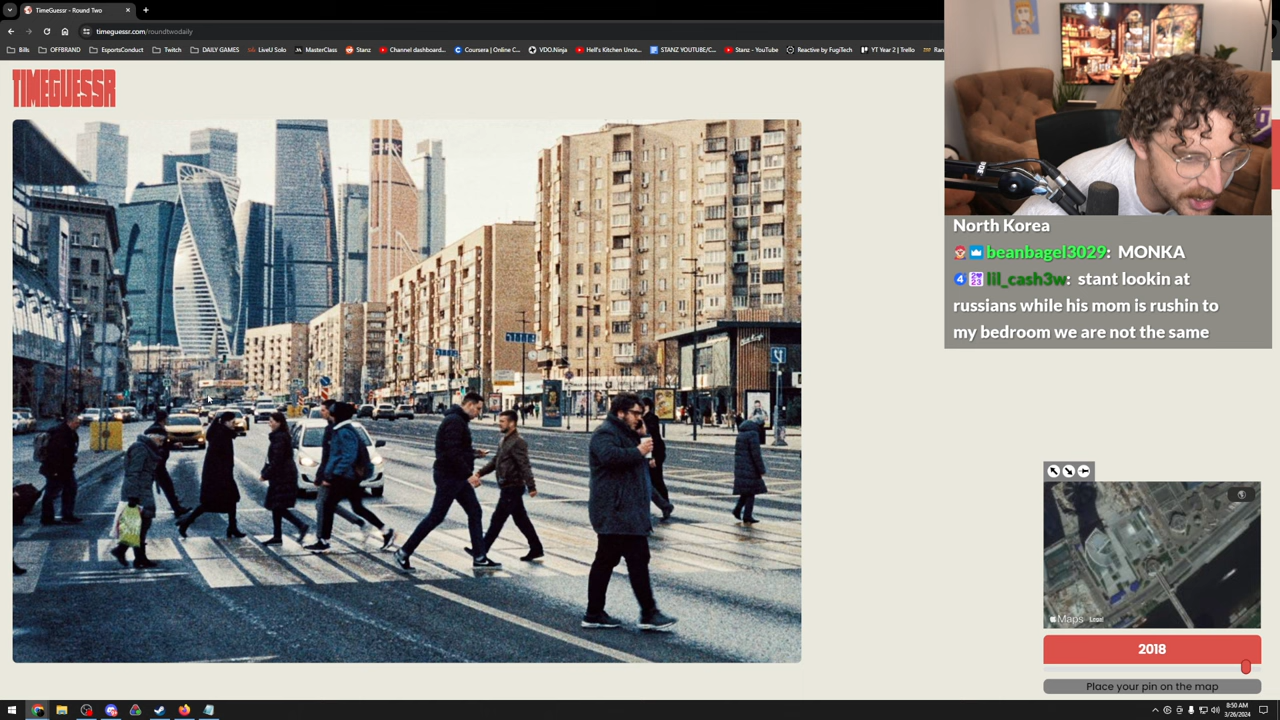 TimeGuessr - Round Two
timeguessr.com/roundtwodaily
Bills
OFFBRAND
EsportsConduct
Twitch
DAILY GAMES
LiveU Solo
MasterClass
Stanz
Channel dashboard...
Coursera | Online C...
VDO.Ninja
Hell's Kitchen Unce...
STANZ YOUTUBE/C...
Stanz - YouTube
Reactive by FugiTech
YT Year 2 | Trello
Ran
TIMEGUESSR
North Korea
beanbagel3029: MONKA
lil_cash3w: stant lookin at
russians while his mom is rushin to
my bedroom we are not the same
Maps Legal
2018
Place your pin on the map
8:50 AM
3/26/2024